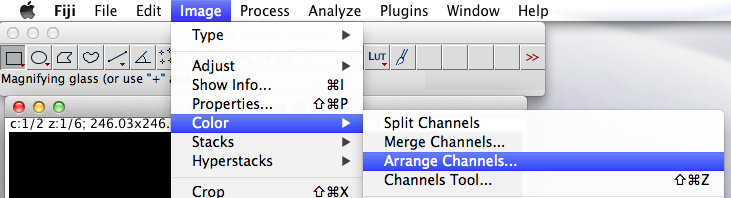 Fiji File Edit Image Process Analyze Plugins Window Help
Type
Adjust
Show Info... ⌘I
Properties... ⇧⌘P
Color
Stacks
Hyperstacks
Crop ⇧⌘X
LUT >>
Magnifying glass (or use "+" a
c:1/2 z:1/6; 246.03x246.
Split Channels
Merge Channels...
Arrange Channels...
Channels Tool... ⇧⌘Z